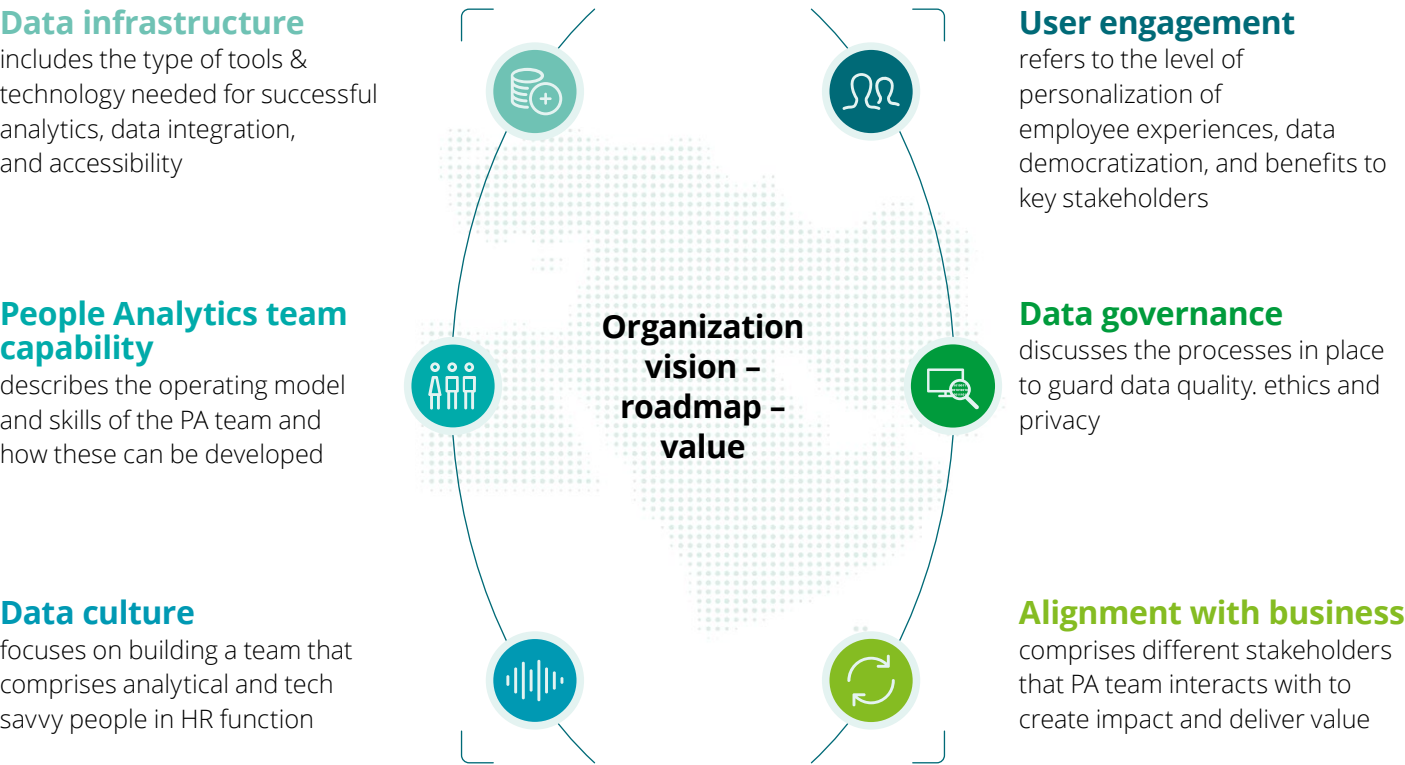 Data infrastructure
includes the type of tools &
technology needed for successful
analytics, data integration,
and accessibility
People Analytics team
capability
describes the operating model
and skills of the PA team and
how these can be developed
Data culture
focuses on building a team that
comprises analytical and tech
savvy people in HR function
Organization
vision –
roadmap –
value
User engagement
refers to the level of
personalization of
employee experiences, data
democratization, and benefits to
key stakeholders
Data governance
discusses the processes in place
to guard data quality. ethics and
privacy
Alignment with business
comprises different stakeholders
that PA team interacts with to
create impact and deliver value